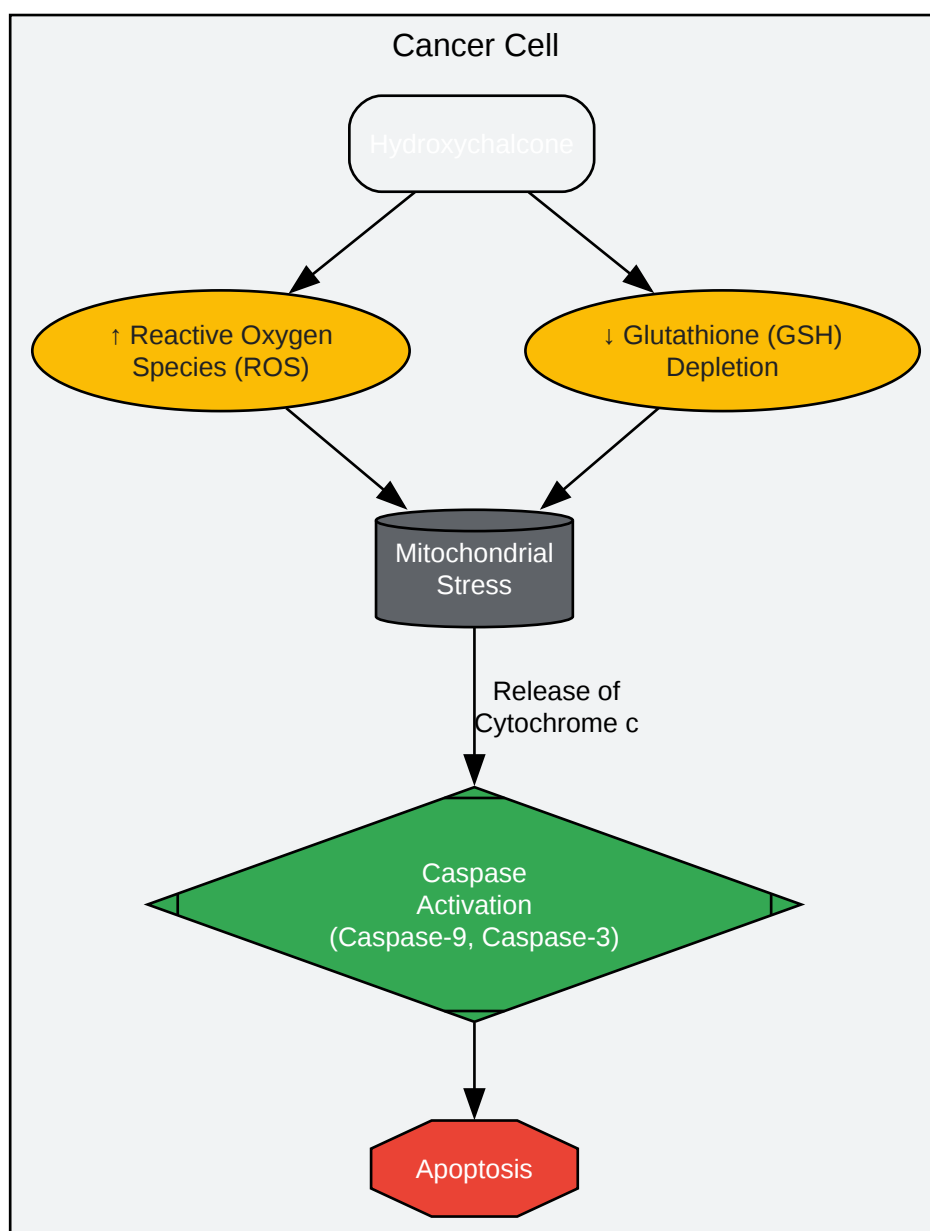 Cancer Cell
Hydroxychalcone
↑ Reactive Oxygen
Species (ROS)
↓ Glutathione (GSH)
Depletion
Mitochondrial
Stress
Release of
Cytochrome c
Caspase
Activation
(Caspase-9, Caspase-3)
Apoptosis